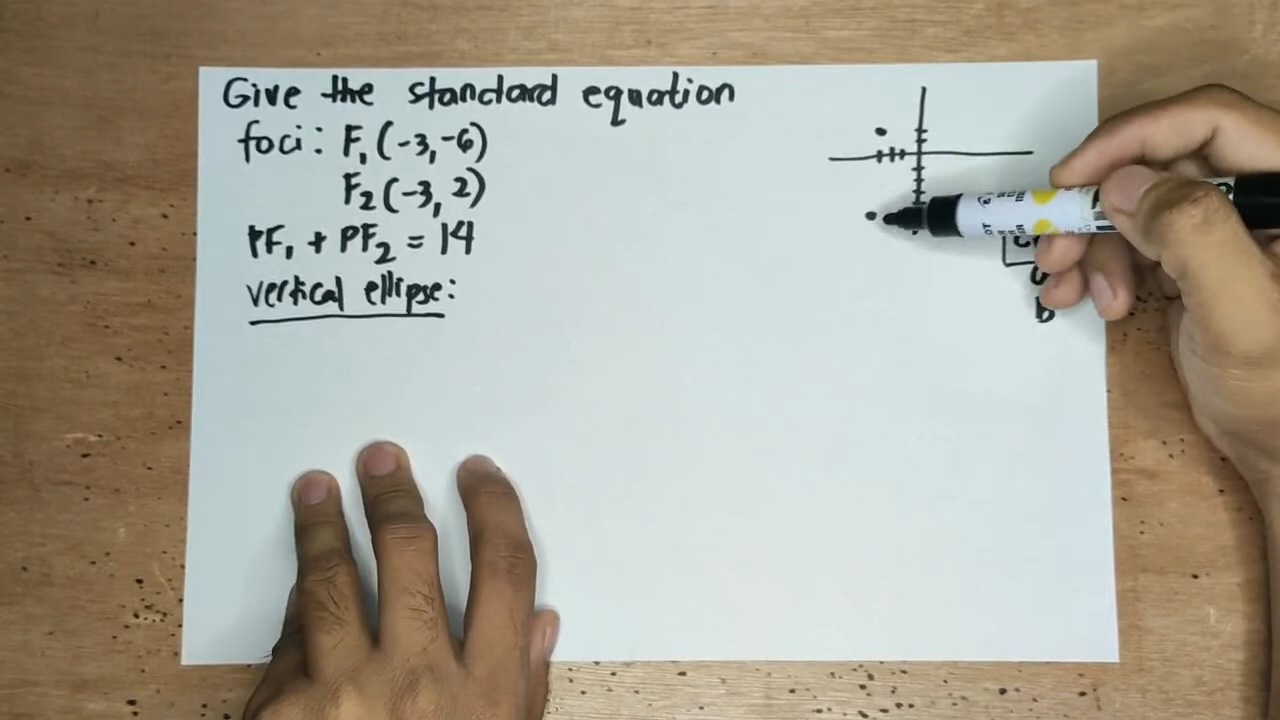 Give the standard equation
foci: F₁(-3,-6)
F₂(-3, 2)
PF₁ + PF₂ = 14
vertical ellipse:
b